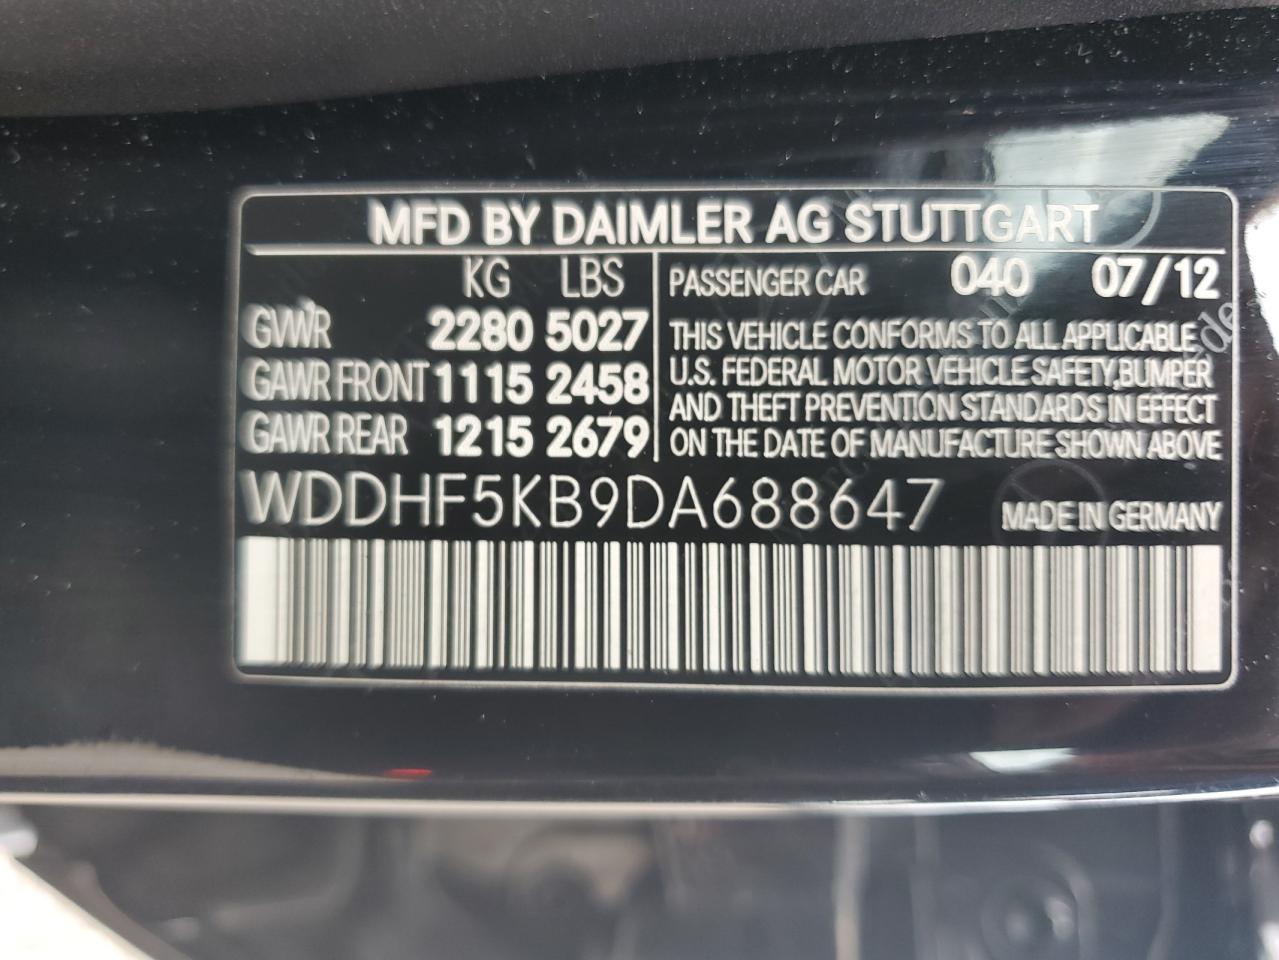 MFD BY DAIMLER AG STUTTGART
KG LBS
GVWR 2280 5027
GAWR FRONT 1115 2458
GAWR REAR 1215 2679
PASSENGER CAR 040 07/12
THIS VEHICLE CONFORMS TO ALL APPLICABLE
U.S. FEDERAL MOTOR VEHICLE SAFETY, BUMPER
AND THEFT PREVENTION STANDARDS IN EFFECT
ON THE DATE OF MANUFACTURE SHOWN ABOVE
WDDHF5KB9DA688647 MADE IN GERMANY